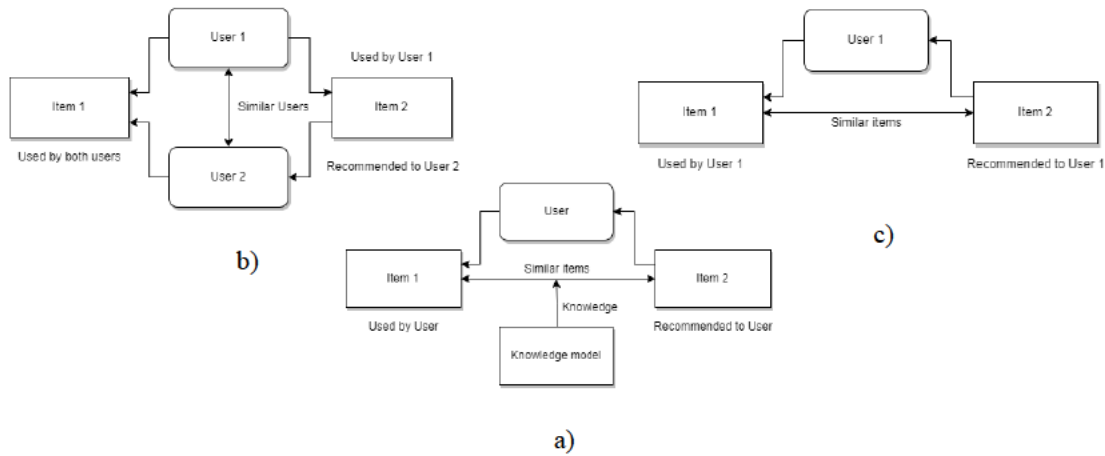 User 1
Used by User 1
Item 1
Similar Users
Item 2
Used by both users
User 2
Recommended to User 2
b)
User 1
Item 1
Similar items
Item 2
Used by User 1
Recommended to User 1
c)
User
Item 1
Similar items
Item 2
Knowledge
Used by User
Recommended to User
Knowledge model
a)